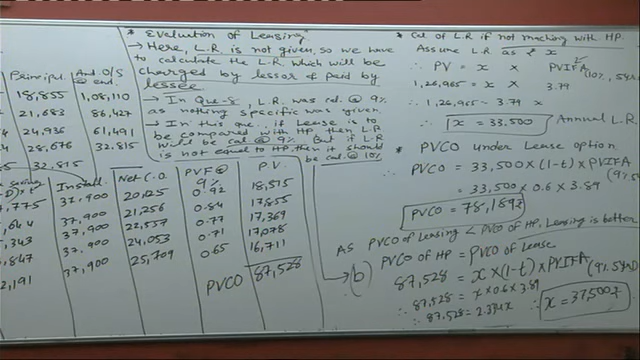 Principal
Amt O/S @ end.
18,855 1,08,110
21,683 86,427
24,936 61,491
28,676 32,815
32,815
Install. Net C.O. PVF@ 9% P.V.
37,900 20,125 0.92 18,515
37,900 21,256 0.84 17,855
37,900 22,557 0.77 17,369
37,900 24,053 0.71 17,078
37,900 25,709 0.65 16,711
PVCO 87,528
* Evaluation of Leasing
→ Here, L.R. is not given, so we have
to calculate the L.R. which will be
charged by lessor & paid by
lessee.
→ In Que-8, L.R. was cal. @ 9%
as nothing specific was given.
→ In this que. if Lease is to
be compared with HP then L.R
will be cal @ 9%. But if L.R
is not equal to HP, then it should
be cal. @ 10%
* Cal of L.R. if not matching with HP.
Assume L.R. as x
∴ PV = x × PVIFA (10%, 5yrs)
1,26,965 = x × 3.79
∴ 1,26,965 = 3.79 x
∴ x = 33,500 Annual L.R.
* PVCO under Lease option
PVCO = 33,500 × (1-t) × PVIFA
= 33,500 × 0.6 × 3.89
PVCO = 78,189
As PVCO of Leasing < PVCO of HP, Leasing is better
→ (b) PVCO of HP = PVCO of Lease
87,528 = x × (1-t) × PVIFA (9%, 5yrs)
∴ 87,528 = x × 0.6 × 3.89
∴ 87,528 = 2.334x ∴ x = 37,500